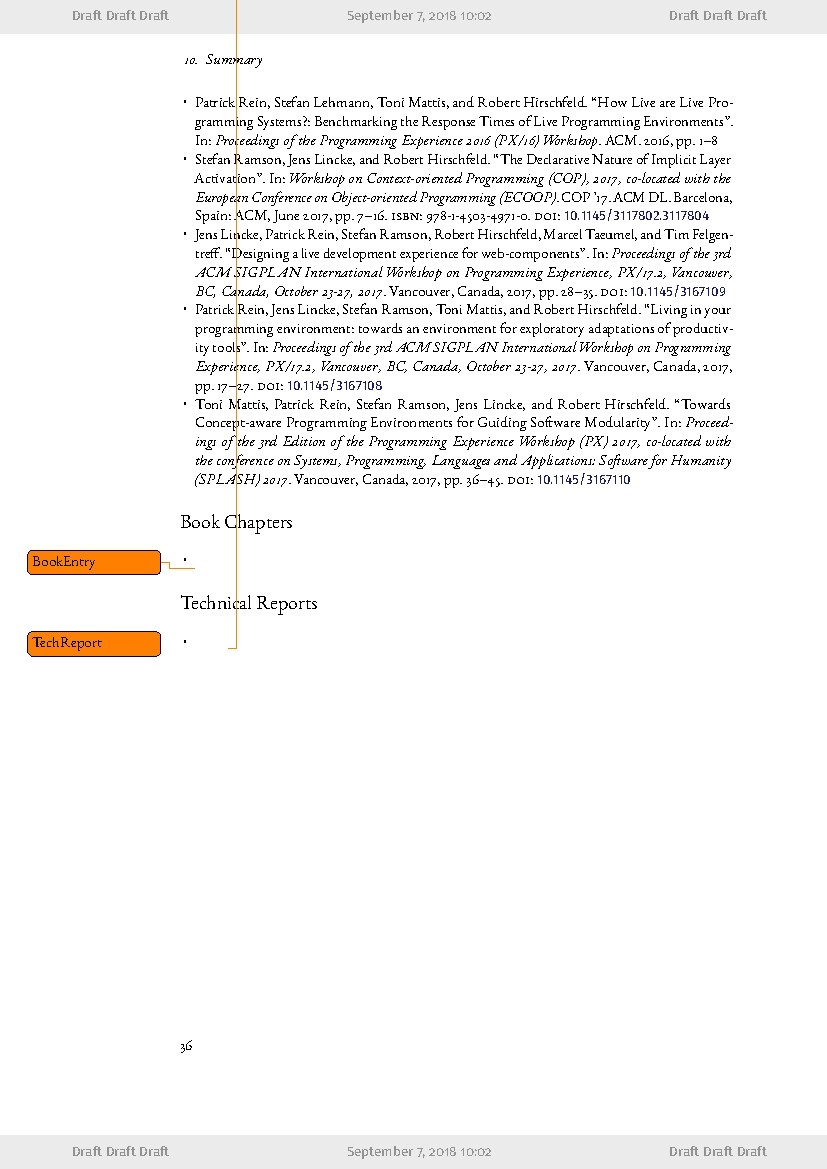 Draft Draft Draft September 7, 2018 10:02 Draft Draft Draft
10. Summary
• Patrick Rein, Stefan Lehmann, Toni Mattis, and Robert Hirschfeld. “How Live are Live Pro-
gramming Systems?: Benchmarking the Response Times of Live Programming Environments”.
In: Proceedings of the Programming Experience 2016 (PX/16) Workshop. ACM. 2016, pp. 1–8
• Stefan Ramson, Jens Lincke, and Robert Hirschfeld. “The Declarative Nature of Implicit Layer
Activation”. In: Workshop on Context-oriented Programming (COP), 2017, co-located with the
European Conference on Object-oriented Programming (ECOOP). COP ’17. ACM DL. Barcelona,
Spain: ACM, June 2017, pp. 7–16. ISBN: 978-1-4503-4971-0. DOI: 10.1145/3117802.3117804
• Jens Lincke, Patrick Rein, Stefan Ramson, Robert Hirschfeld, Marcel Taeumel, and Tim Felgen-
treff. “Designing a live development experience for web-components”. In: Proceedings of the 3rd
ACM SIGPLAN International Workshop on Programming Experience, PX/17.2, Vancouver,
BC, Canada, October 23-27, 2017. Vancouver, Canada, 2017, pp. 28–35. DOI: 10.1145/3167109
• Patrick Rein, Jens Lincke, Stefan Ramson, Toni Mattis, and Robert Hirschfeld. “Living in your
programming environment: towards an environment for exploratory adaptations of productiv-
ity tools”. In: Proceedings of the 3rd ACM SIGPLAN International Workshop on Programming
Experience, PX/17.2, Vancouver, BC, Canada, October 23-27, 2017. Vancouver, Canada, 2017,
pp. 17–27. DOI: 10.1145/3167108
• Toni Mattis, Patrick Rein, Stefan Ramson, Jens Lincke, and Robert Hirschfeld. “Towards
Concept-aware Programming Environments for Guiding Software Modularity”. In: Proceed-
ings of the 3rd Edition of the Programming Experience Workshop (PX) 2017, co-located with
the conference on Systems, Programming, Languages and Applications: Software for Humanity
(SPLASH) 2017. Vancouver, Canada, 2017, pp. 36–45. DOI: 10.1145/3167110
Book Chapters
BookEntry •
Technical Reports
TechReport •
36
Draft Draft Draft September 7, 2018 10:02 Draft Draft Draft